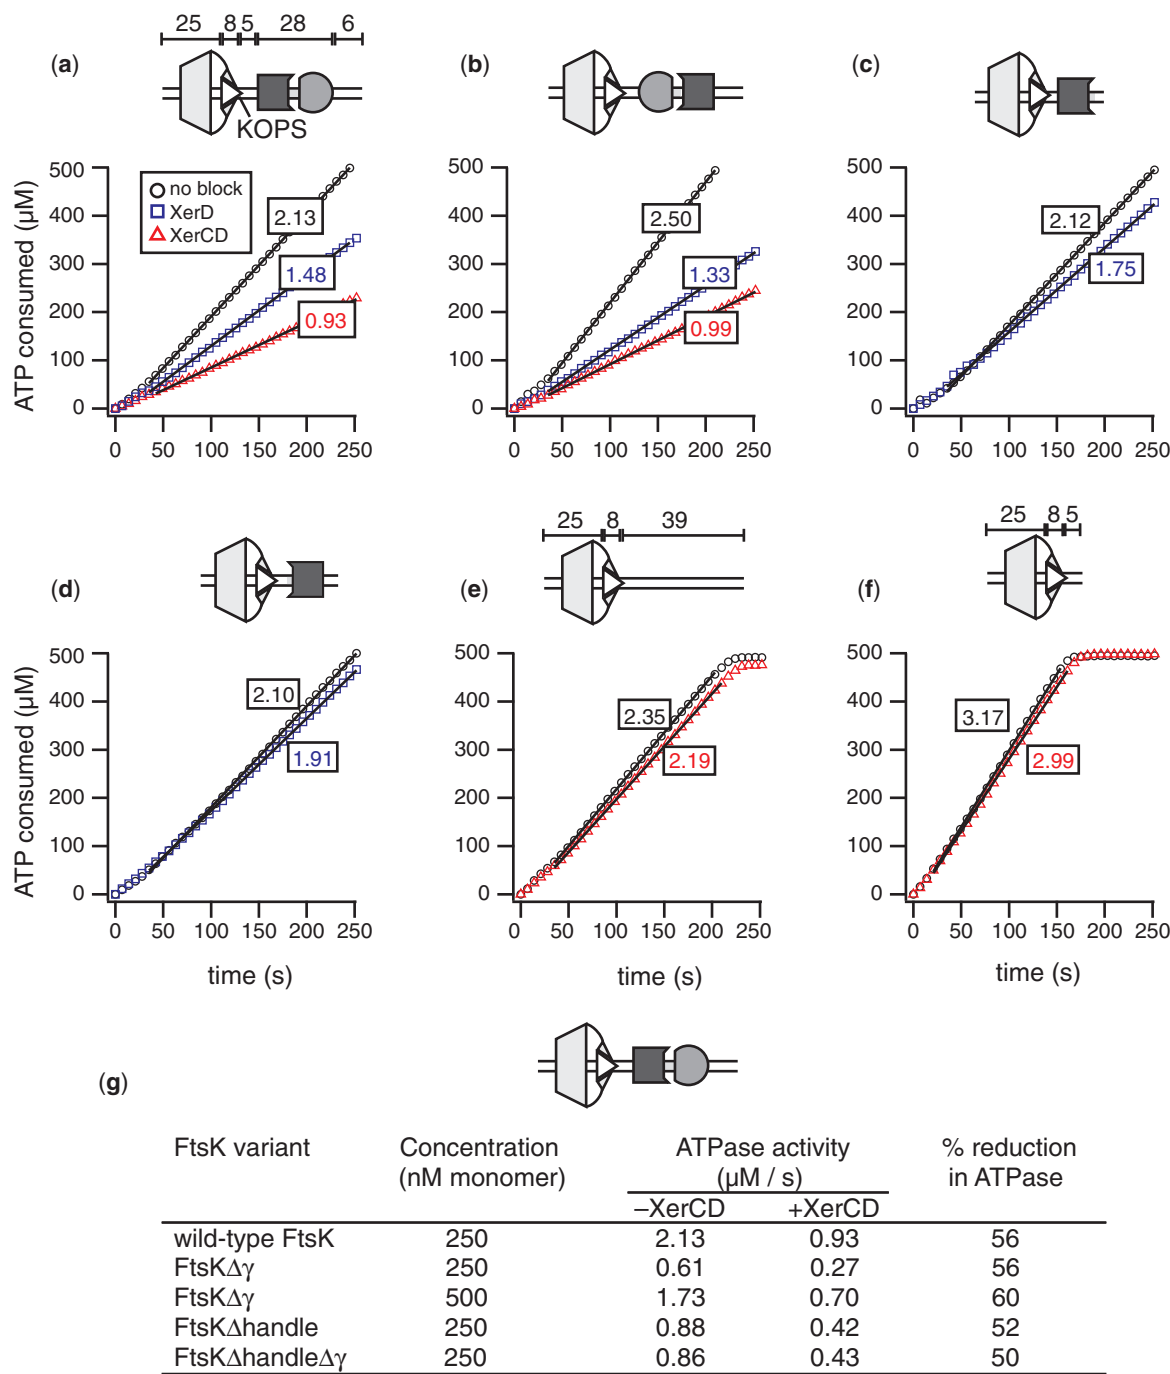 25 8 5 28 6
(a)
KOPS
(b)
(c)
ATP consumed (µM)
500
400
300
200
100
0
no block
XerD
XerCD
2.13
1.48
0.93
0 50 100 150 200 250
500
400
300
200
100
0
2.50
1.33
0.99
0 50 100 150 200 250
500
400
300
200
100
0
2.12
1.75
0 50 100 150 200 250
(d)
25 8 39
(e)
25 8 5
(f)
ATP consumed (µM)
500
400
300
200
100
0
2.10
1.91
0 50 100 150 200 250
time (s)
500
400
300
200
100
0
2.35
2.19
0 50 100 150 200 250
time (s)
500
400
300
200
100
0
3.17
2.99
0 50 100 150 200 250
time (s)
(g)
FtsK variant Concentration ATPase activity % reduction
(nM monomer) (µM / s) in ATPase
–XerCD +XerCD
wild-type FtsK 250 2.13 0.93 56
FtsKΔγ 250 0.61 0.27 56
FtsKΔγ 500 1.73 0.70 60
FtsKΔhandle 250 0.88 0.42 52
FtsKΔhandleΔγ 250 0.86 0.43 50